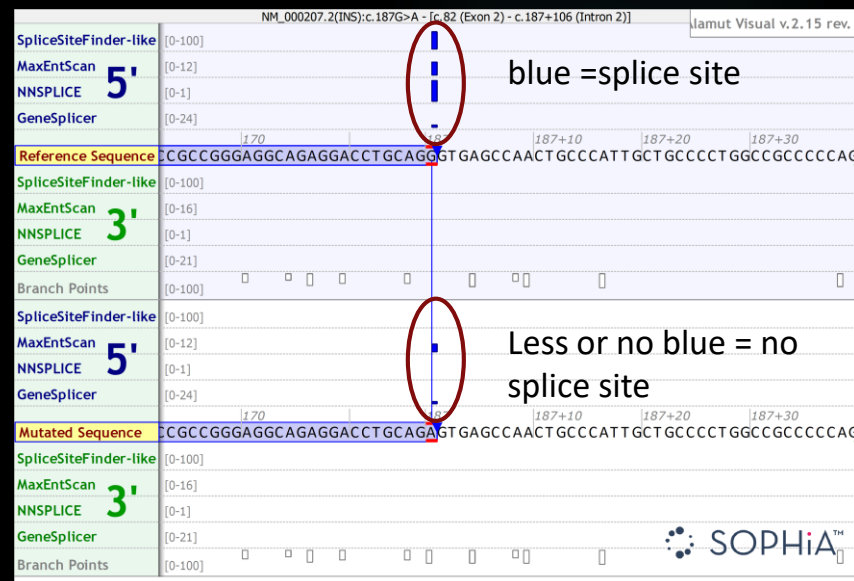 NM_000207.2(INS):c.187G>A - [c.82 (Exon 2) - c.187+106 (Intron 2)]
Alamut Visual v.2.15 rev.
SpliceSiteFinder-like [0-100]
MaxEntScan [0-12]
NNSPLICE [0-1]
GeneSplicer [0-24]
5'
blue =splice site
170 187 187+10 187+20 187+30
Reference Sequence CCGCCGGGAGGCAGAGGACCTGCAGGGTGAGCCAACTGCCCATTGCTGCCCCTGGCCGCCCCCAG
SpliceSiteFinder-like [0-100]
MaxEntScan [0-16]
NNSPLICE [0-1]
GeneSplicer [0-21]
3'
Branch Points [0-100]
SpliceSiteFinder-like [0-100]
MaxEntScan [0-12]
NNSPLICE [0-1]
GeneSplicer [0-24]
5'
Less or no blue = no
splice site
170 187 187+10 187+20 187+30
Mutated Sequence CCGCCGGGAGGCAGAGGACCTGCAGAGTGAGCCAACTGCCCATTGCTGCCCCTGGCCGCCCCCAG
SpliceSiteFinder-like [0-100]
MaxEntScan [0-16]
NNSPLICE [0-1]
GeneSplicer [0-21]
3'
Branch Points [0-100]
SOPHiA™